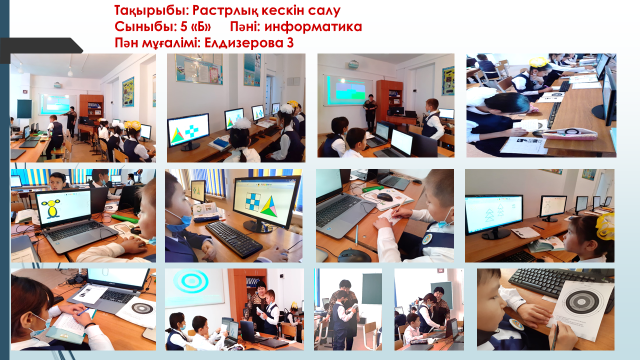 Тақырыбы: Растрлық кескін салу
Сыныбы: 5 «Б» Пәні: информатика
Пән мұғалімі: Елдизерова З